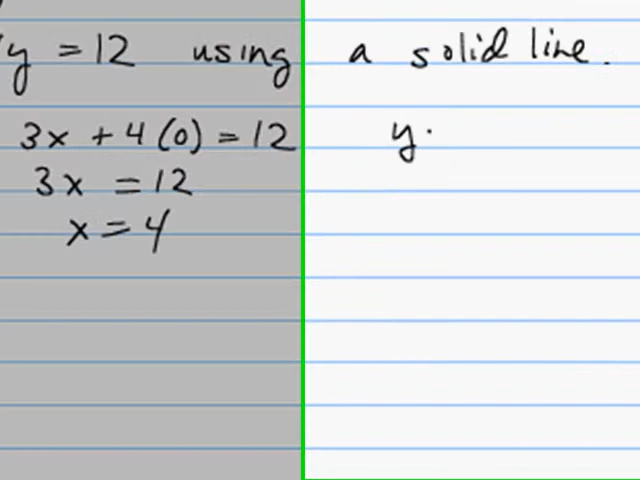 y = 12 using a solid line.
3x + 4(0) = 12 y.
3x = 12
x = 4